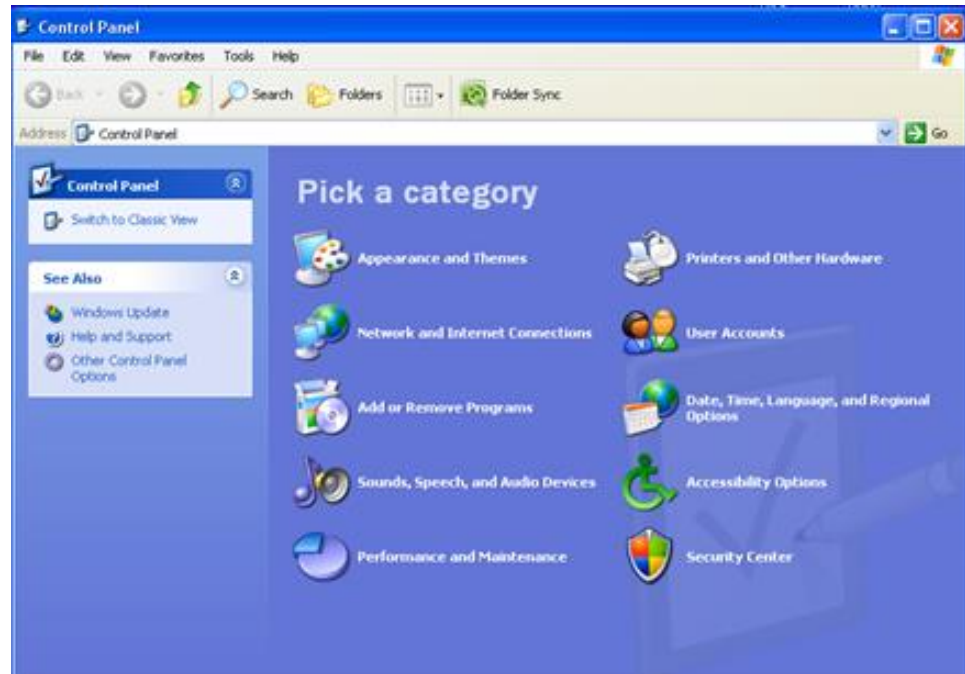 Control Panel
File Edit View Favorites Tools Help
Back Search Folders Folder Sync
Address Control Panel Go
Control Panel
Switch to Classic View
See Also
Windows Update
Help and Support
Other Control Panel
Options
Pick a category
Appearance and Themes
Printers and Other Hardware
Network and Internet Connections
User Accounts
Add or Remove Programs
Date, Time, Language, and Regional
Options
Sounds, Speech, and Audio Devices
Accessibility Options
Performance and Maintenance
Security Center